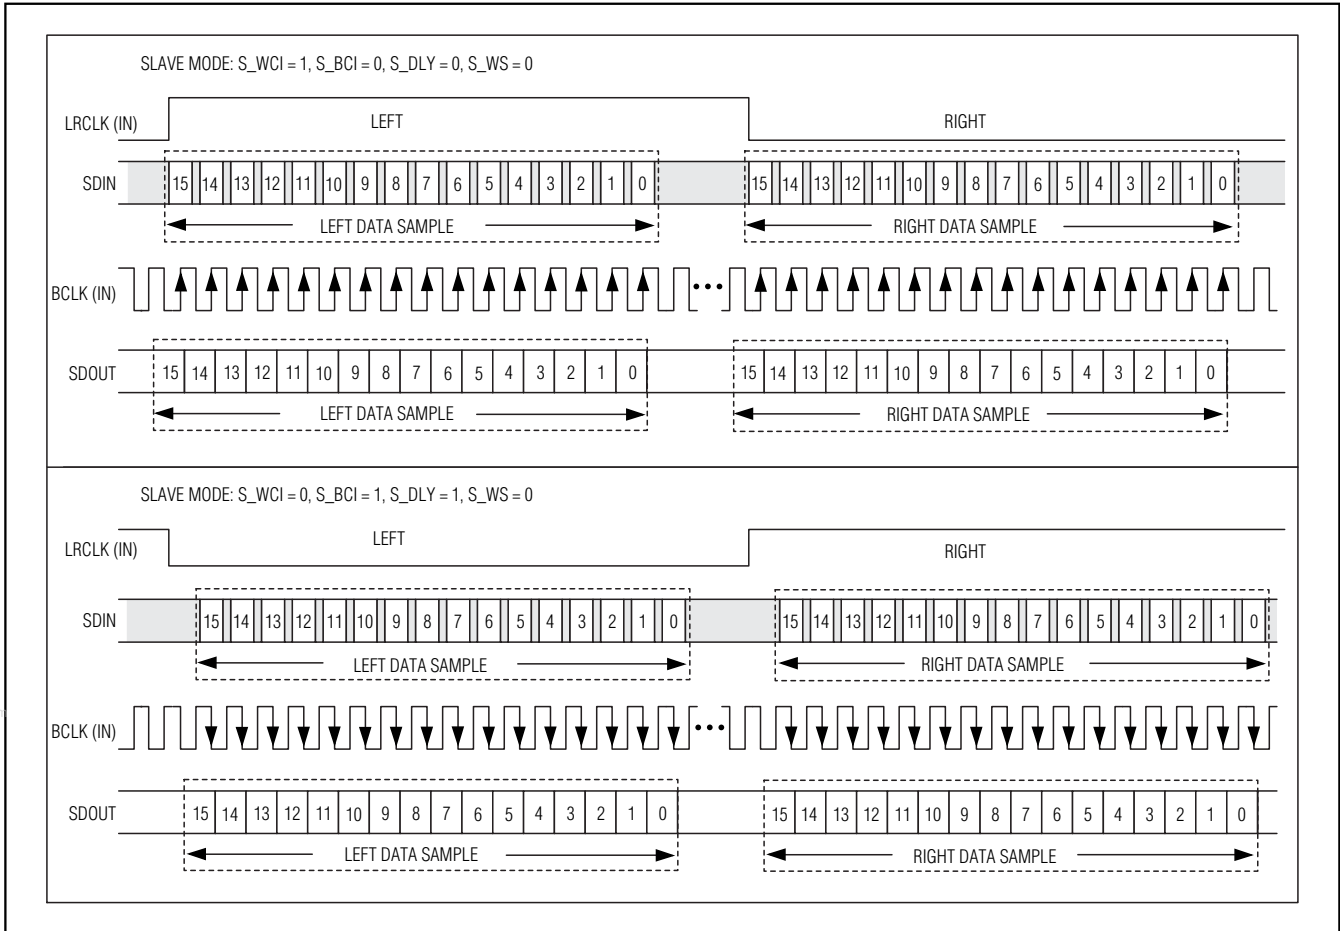 SLAVE MODE: S_WCI = 1, S_BCI = 0, S_DLY = 0, S_WS = 0
LRCLK (IN) LEFT RIGHT
SDIN 15 14 13 12 11 10 9 8 7 6 5 4 3 2 1 0 15 14 13 12 11 10 9 8 7 6 5 4 3 2 1 0
LEFT DATA SAMPLE RIGHT DATA SAMPLE
BCLK (IN)
SDOUT 15 14 13 12 11 10 9 8 7 6 5 4 3 2 1 0 15 14 13 12 11 10 9 8 7 6 5 4 3 2 1 0
LEFT DATA SAMPLE RIGHT DATA SAMPLE
SLAVE MODE: S_WCI = 0, S_BCI = 1, S_DLY = 1, S_WS = 0
LRCLK (IN) LEFT RIGHT
SDIN 15 14 13 12 11 10 9 8 7 6 5 4 3 2 1 0 15 14 13 12 11 10 9 8 7 6 5 4 3 2 1 0
LEFT DATA SAMPLE RIGHT DATA SAMPLE
BCLK (IN)
SDOUT 15 14 13 12 11 10 9 8 7 6 5 4 3 2 1 0 15 14 13 12 11 10 9 8 7 6 5 4 3 2 1 0
LEFT DATA SAMPLE RIGHT DATA SAMPLE